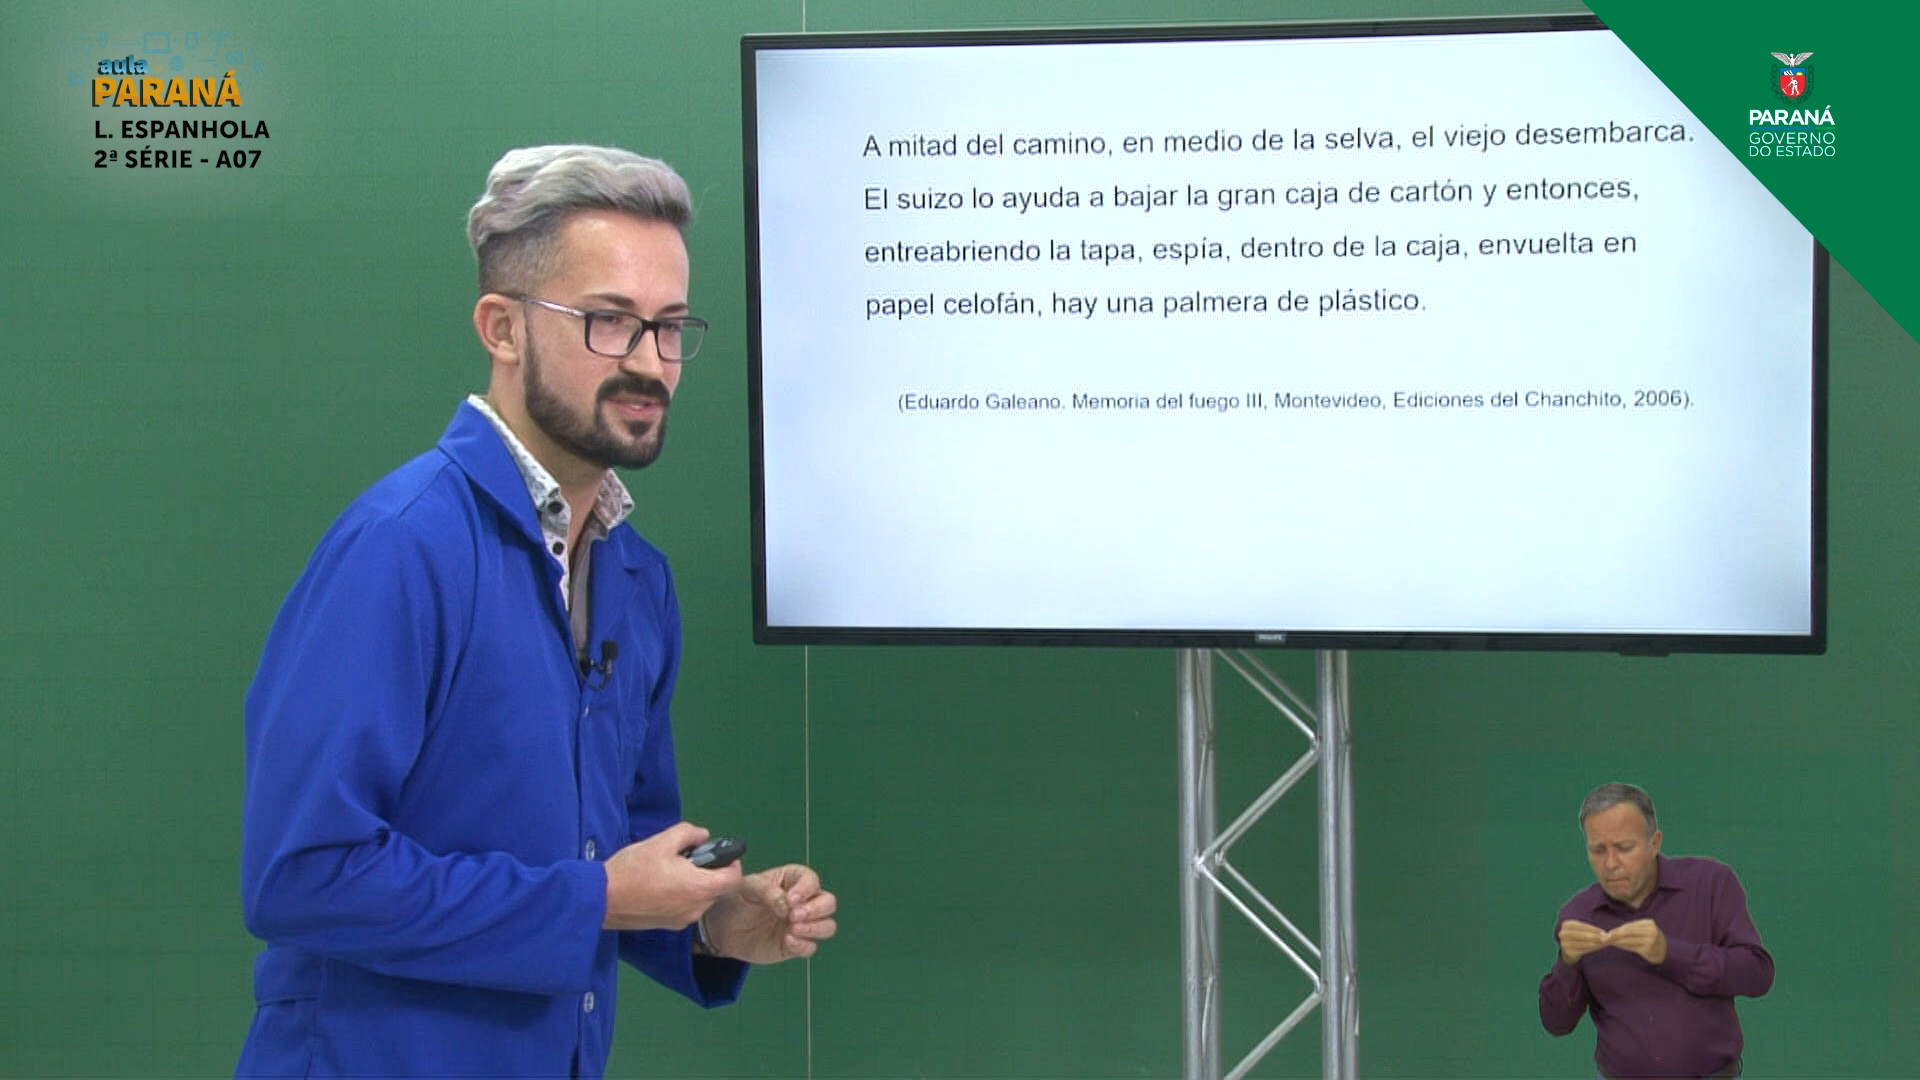 aula
PARANÁ
L. ESPANHOLA
2ª SÉRIE - A07
A mitad del camino, en medio de la selva, el viejo desembarca.
El suizo lo ayuda a bajar la gran caja de cartón y entonces,
entreabriendo la tapa, espía, dentro de la caja, envuelta en
papel celofán, hay una palmera de plástico.
(Eduardo Galeano. Memoria del fuego III, Montevideo, Ediciones del Chanchito, 2006).
PHILIPS
PARANÁ
GOVERNO
DO ESTADO